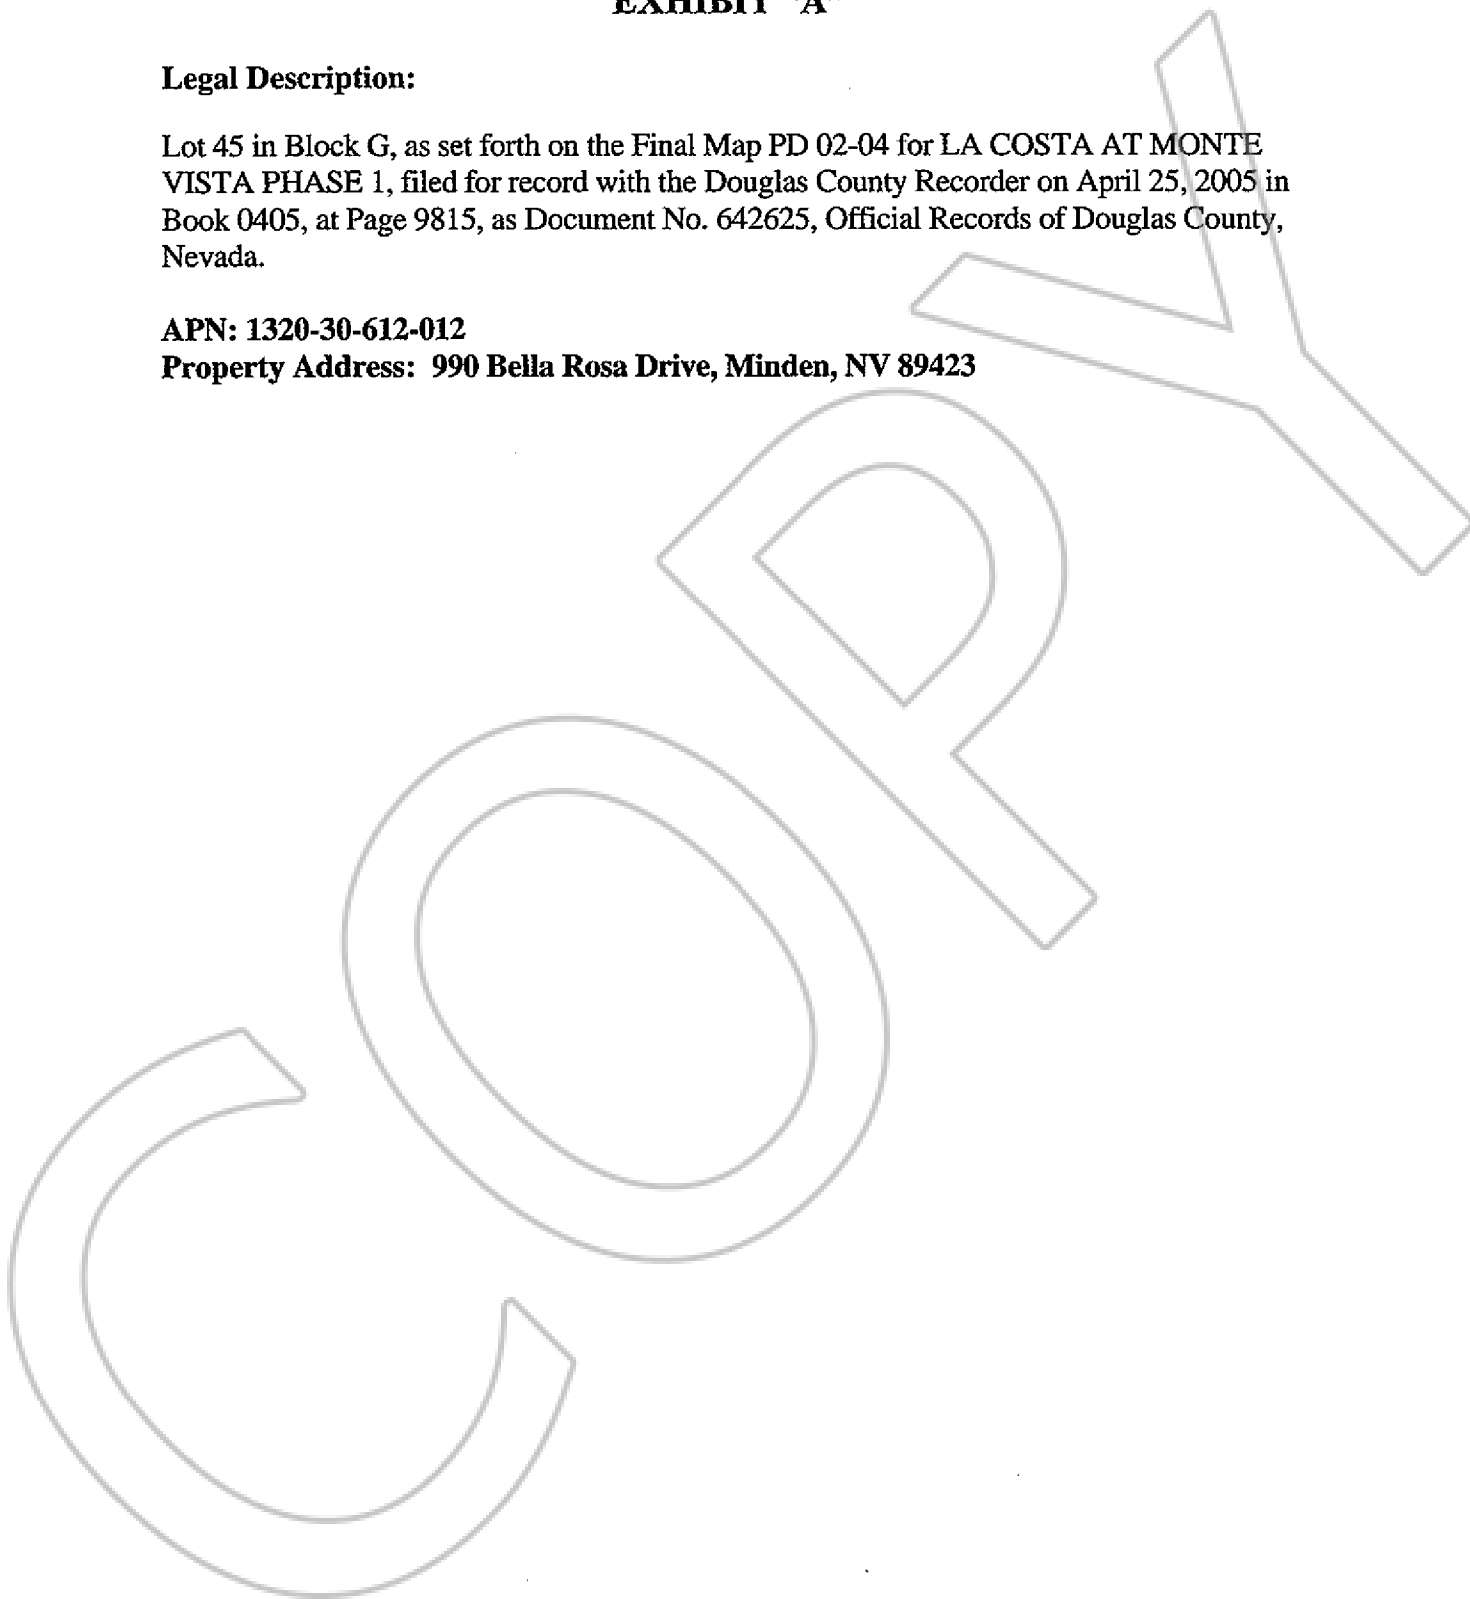 EXHIBIT "A"
Legal Description:
Lot 45 in Block G, as set forth on the Final Map PD 02-04 for LA COSTA AT MONTE
VISTA PHASE 1, filed for record with the Douglas County Recorder on April 25, 2005 in
Book 0405, at Page 9815, as Document No. 642625, Official Records of Douglas County,
Nevada.
APN: 1320-30-612-012
Property Address: 990 Bella Rosa Drive, Minden, NV 89423
COPY